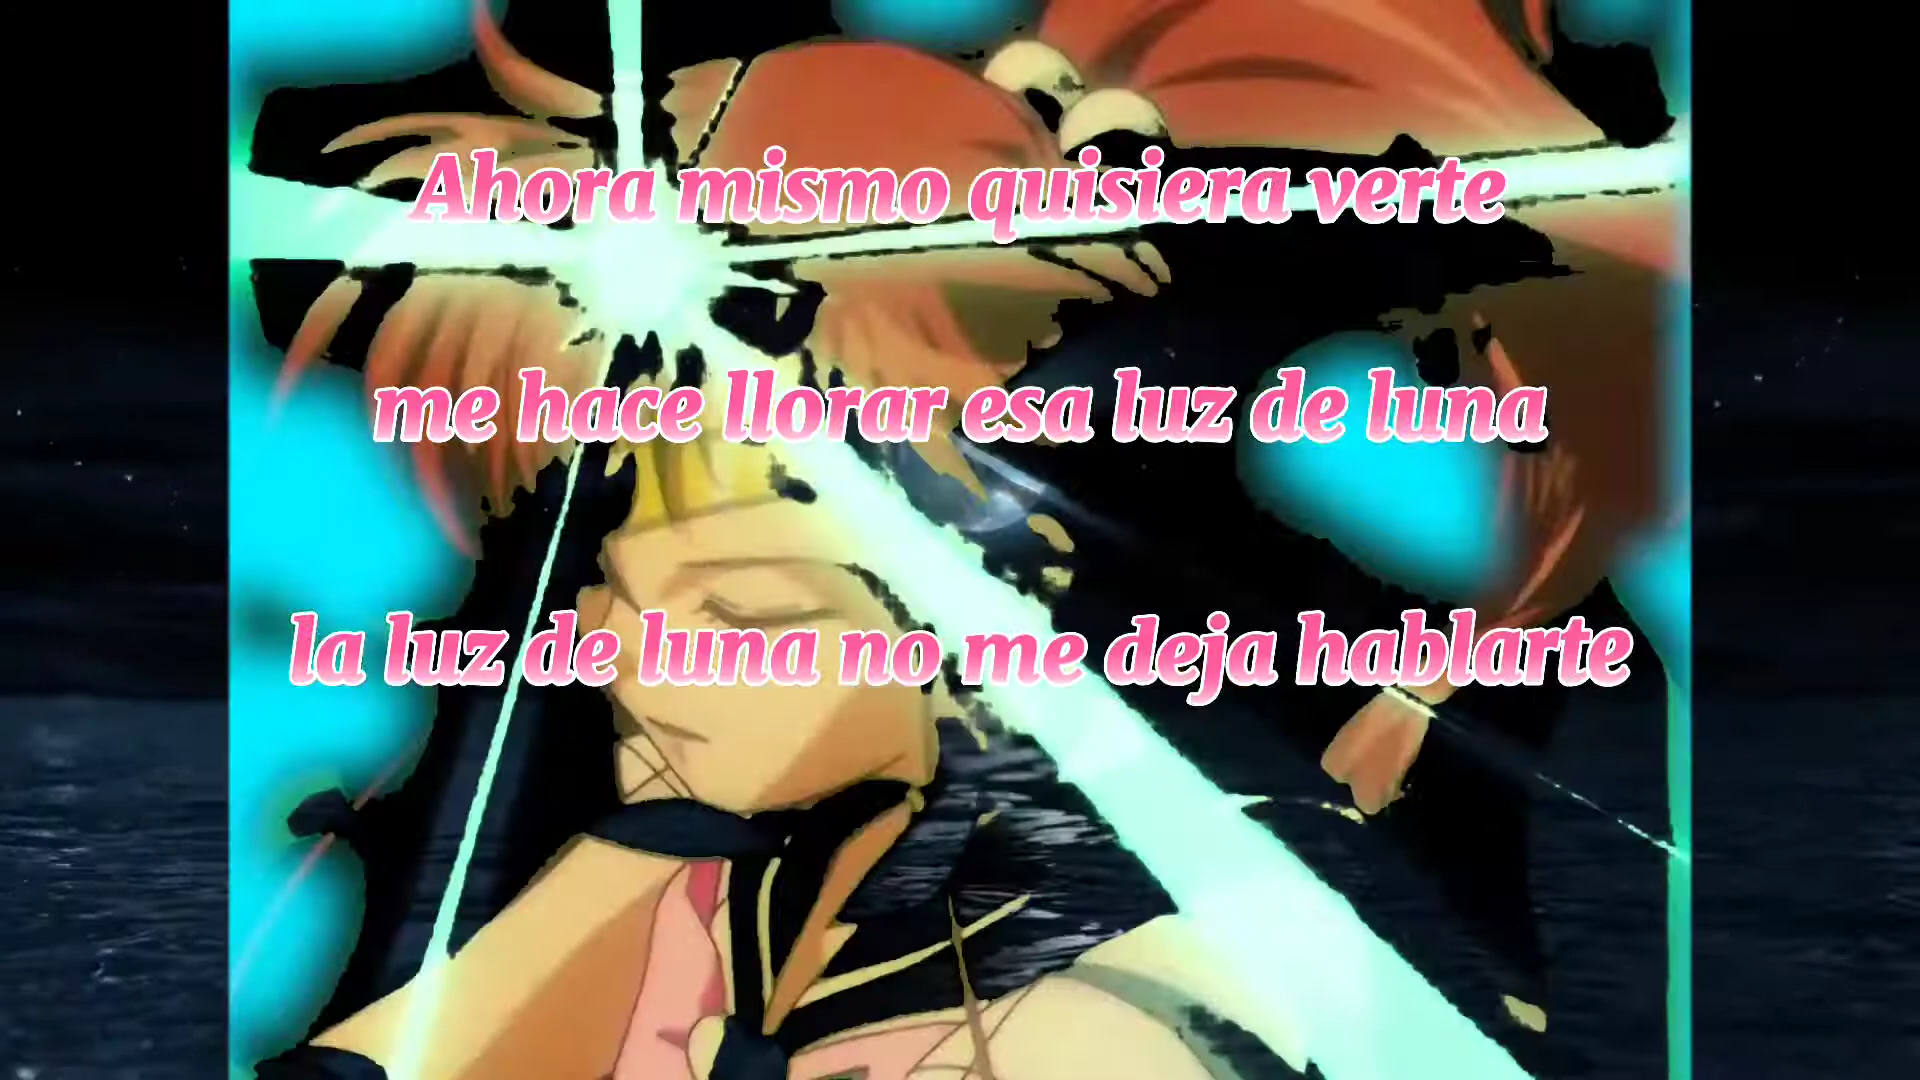 Ahora mismo quisiera verte
me hace llorar esa luz de luna
la luz de luna no me deja hablarte